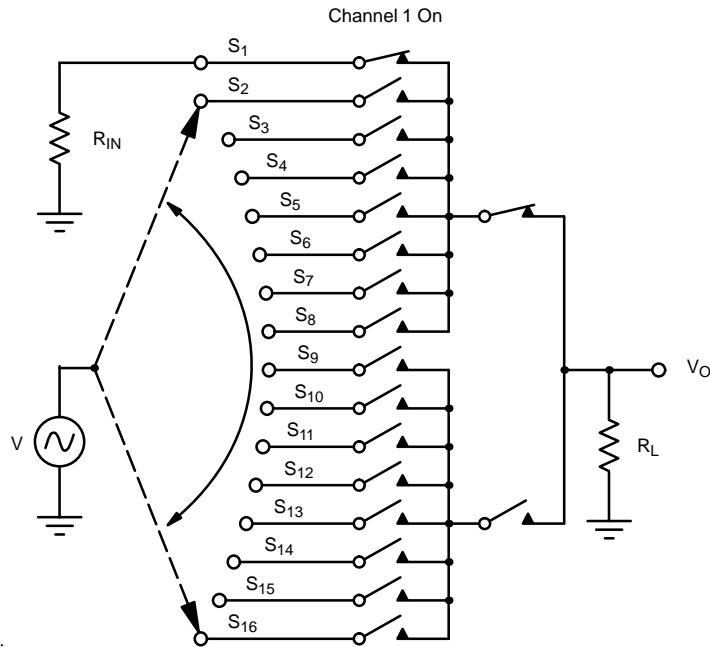 Channel 1 On
S1
S2
S3
RIN
S4
S5
S6
S7
S8
S9
VO
S10
S11
V
RL
S12
S13
S14
S15
S16
.